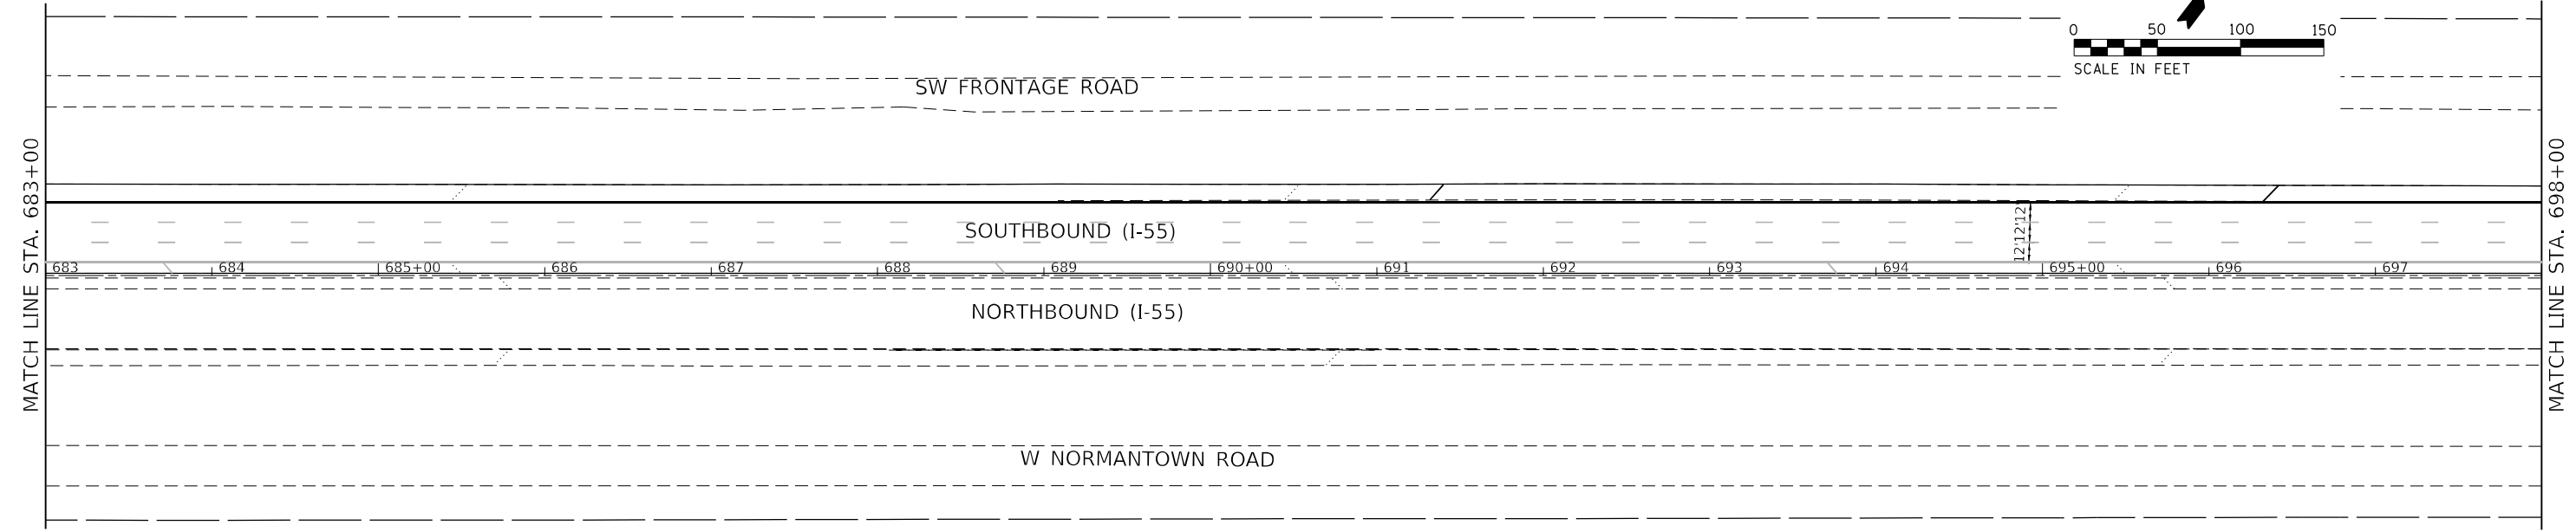 0 50 100 150
SCALE IN FEET
SW FRONTAGE ROAD
MATCH LINE STA. 683+00
MATCH LINE STA. 698+00
SOUTHBOUND (I-55)
12'12'12'
683 684 685+00 686 687 688 689 690+00 691 692 693 694 695+00 696 697
NORTHBOUND (I-55)
W NORMANTOWN ROAD